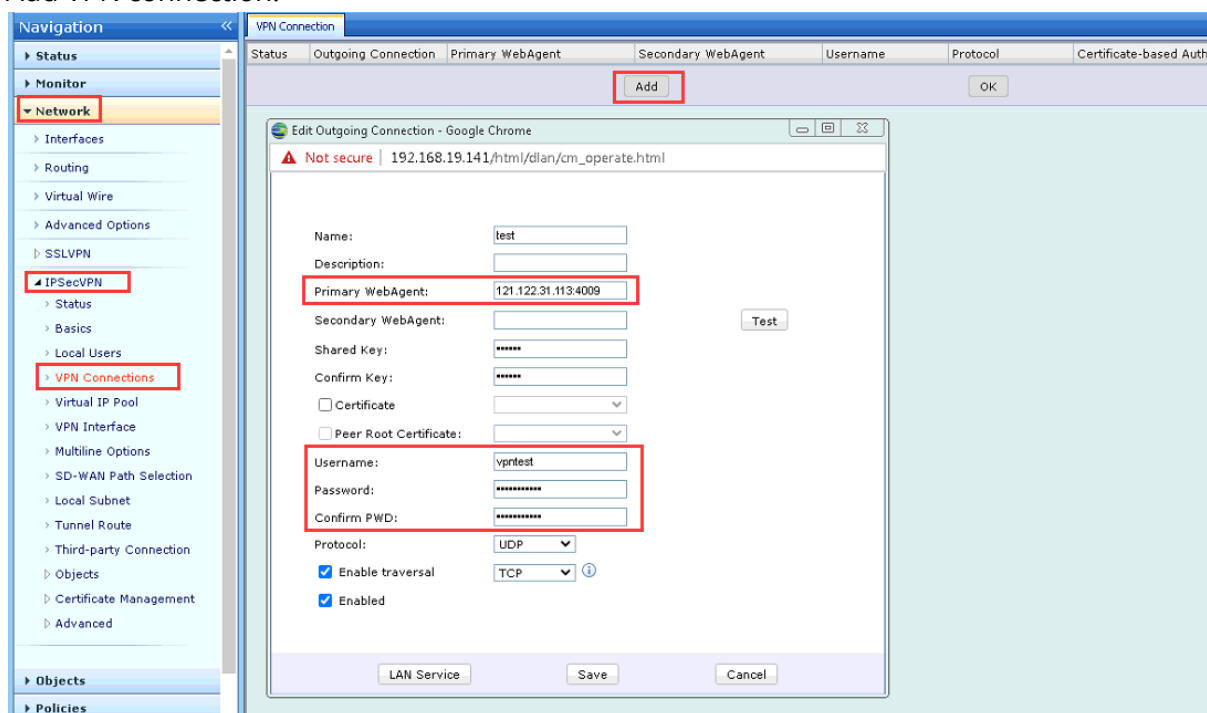 Add VPN connection.
Navigation «
VPN Connection
Status
Monitor
Network
Interfaces
Routing
Virtual Wire
Advanced Options
SSLVPN
IPSecVPN
Status
Basics
Local Users
VPN Connections
Virtual IP Pool
VPN Interface
Multiline Options
SD-WAN Path Selection
Local Subnet
Tunnel Route
Third-party Connection
Objects
Certificate Management
Advanced
Objects
Policies
Status Outgoing Connection Primary WebAgent Secondary WebAgent Username Protocol Certificate-based Auth
Add OK
Edit Outgoing Connection - Google Chrome
Not secure | 192.168.19.141/html/dlan/cm_operate.html
Name: test
Description:
Primary WebAgent: 121.122.31.113:4009
Secondary WebAgent: Test
Shared Key: ••••••
Confirm Key: ••••••
Certificate
Peer Root Certificate:
Username: vpntest
Password: •••••••••••
Confirm PWD: •••••••••••
Protocol: UDP
Enable traversal TCP
Enabled
LAN Service Save Cancel